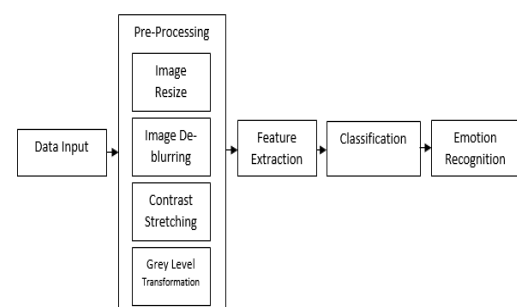 Pre-Processing
Image
Resize
Data Input
Image De-
blurring
Feature
Extraction
Classification
Emotion
Recognition
Contrast
Stretching
Grey Level
Transformation